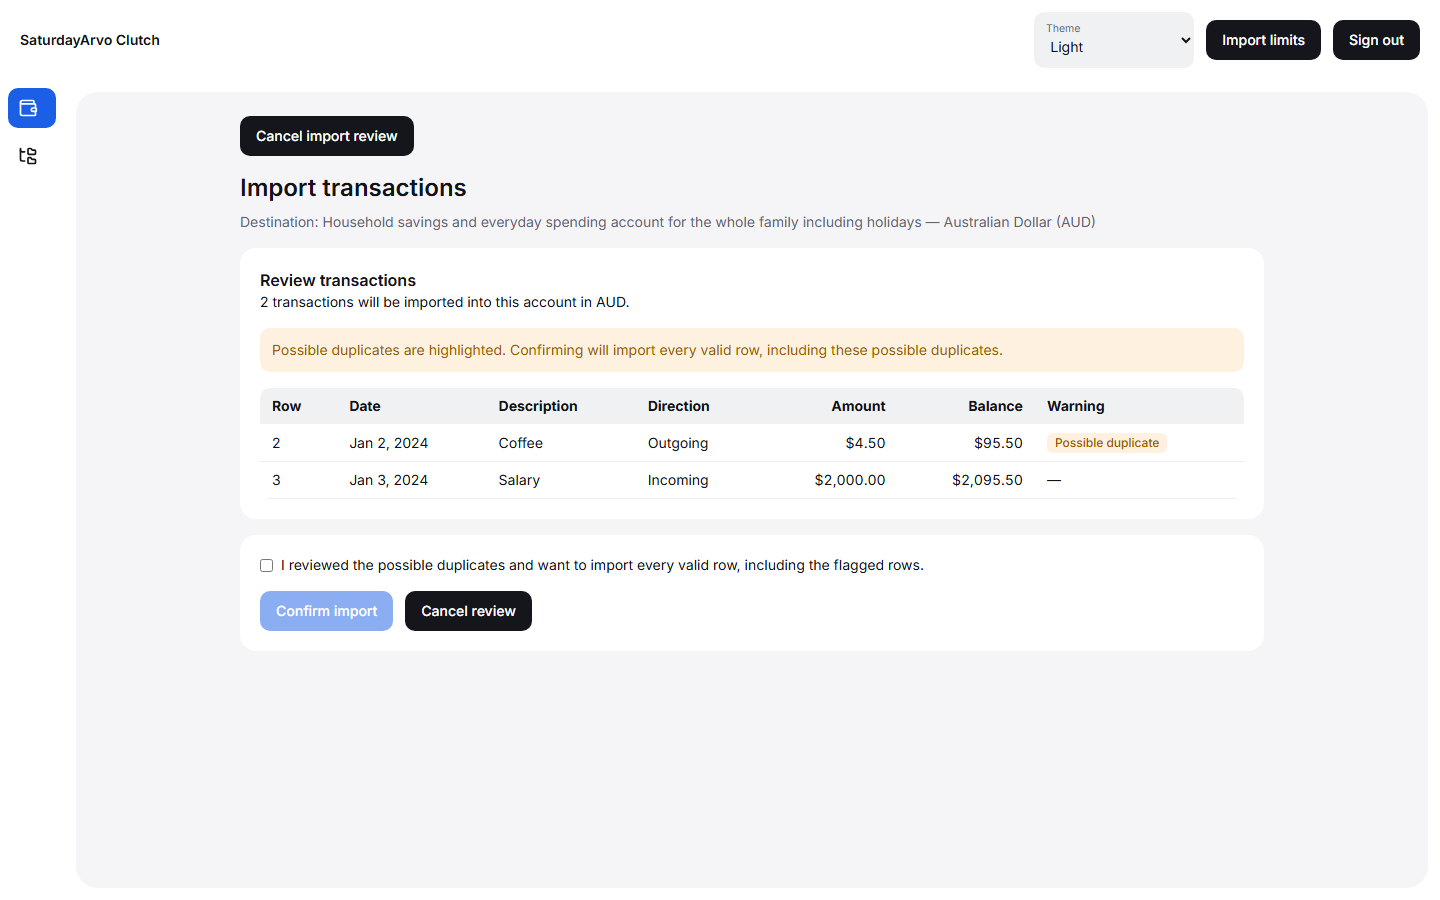 SaturdayArvo Clutch
Theme
Light
Import limits
Sign out
Cancel import review
Import transactions
Destination: Household savings and everyday spending account for the whole family including holidays — Australian Dollar (AUD)
Review transactions
2 transactions will be imported into this account in AUD.
Possible duplicates are highlighted. Confirming will import every valid row, including these possible duplicates.
Row Date Description Direction Amount Balance Warning
2 Jan 2, 2024 Coffee Outgoing $4.50 $95.50 Possible duplicate
3 Jan 3, 2024 Salary Incoming $2,000.00 $2,095.50 —
I reviewed the possible duplicates and want to import every valid row, including the flagged rows.
Confirm import
Cancel review